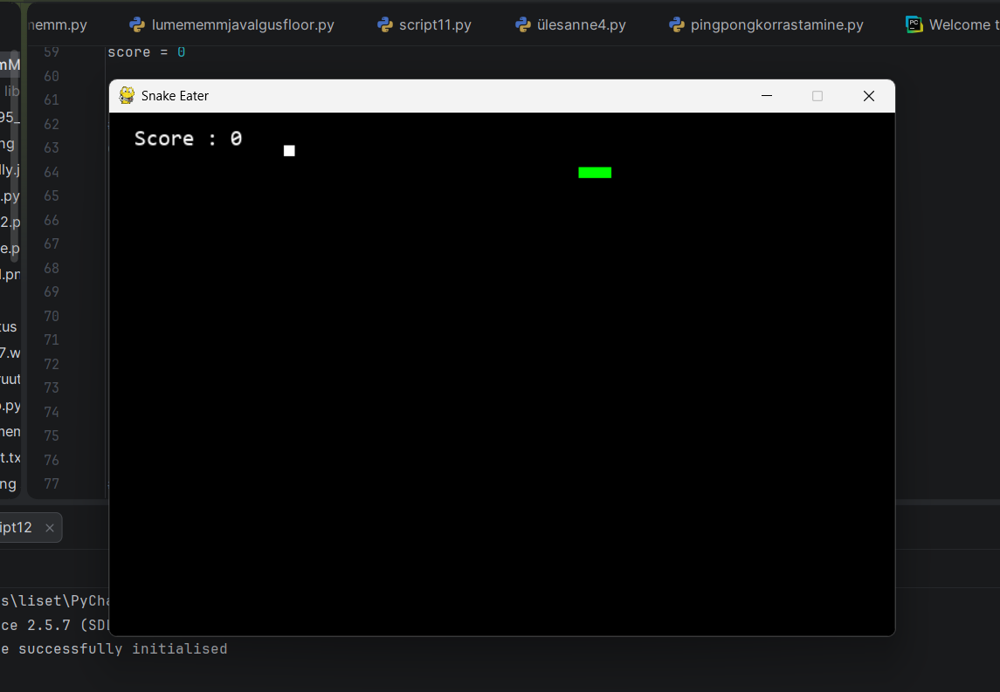 nemm.py lumememmjavalgusfloor.py script11.py ülesanne4.py pingpongkorrastamine.py Welcome t
59 score = 0
60
Snake Eater
mM
lib
61
95_
62
Score : 0
ng
63
lly.j
64
.py
65
2.p
66
e.p
67
l.pn
68
69
70
tus
71
7.w
72
uut
73
.py
74
nem
75
t.tx
76
ng
77
ipt12
s\liset\PyCha
ce 2.5.7 (SDL
e successfully initialised